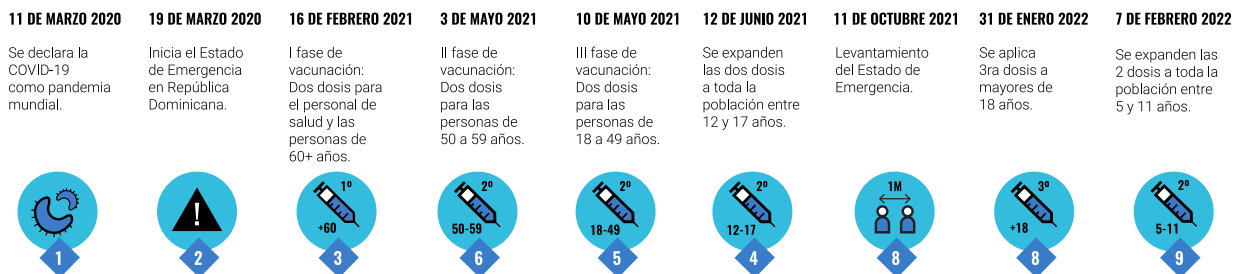 11 DE MARZO 2020
Se declara la
COVID-19
como pandemia
mundial.
1
19 DE MARZO 2020
Inicia el Estado
de Emergencia
en República
Dominicana.
!
2
16 DE FEBRERO 2021
I fase de
vacunación:
Dos dosis para
el personal de
salud y las
personas de
60+ años.
1º
+60
3
3 DE MAYO 2021
II fase de
vacunación:
Dos dosis
para las
personas de
50 a 59 años.
2º
50-59
6
10 DE MAYO 2021
III fase de
vacunación:
Dos dosis
para las
personas de
18 a 49 años.
2º
18-49
5
12 DE JUNIO 2021
Se expanden
las dos dosis
a toda la
población entre
12 y 17 años.
2º
12-17
4
11 DE OCTUBRE 2021
Levantamiento
del Estado de
Emergencia.
1M
8
31 DE ENERO 2022
Se aplica
3ra dosis a
mayores de
18 años.
3º
+18
8
7 DE FEBRERO 2022
Se expanden las
2 dosis a toda la
población entre
5 y 11 años.
2º
5-11
9